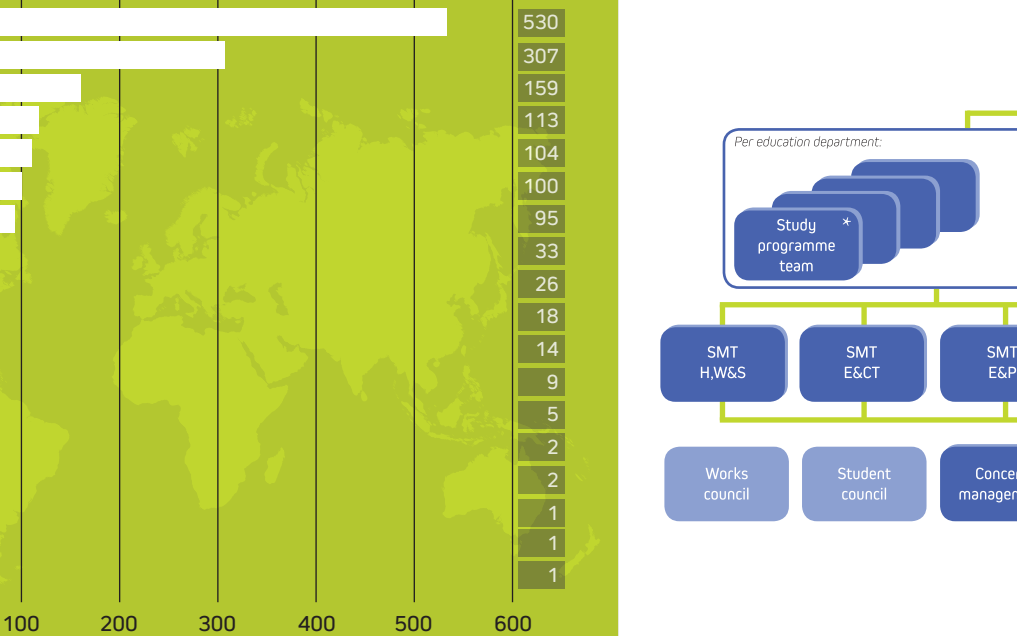 530
307
159
113
104
100
95
33
26
18
14
9
5
2
2
1
1
1
100 200 300 400 500 600
Per education department:
Study *
programme
team
SMT
H,W&S
SMT
E&CT
SMT
E&P
Works
council
Student
council